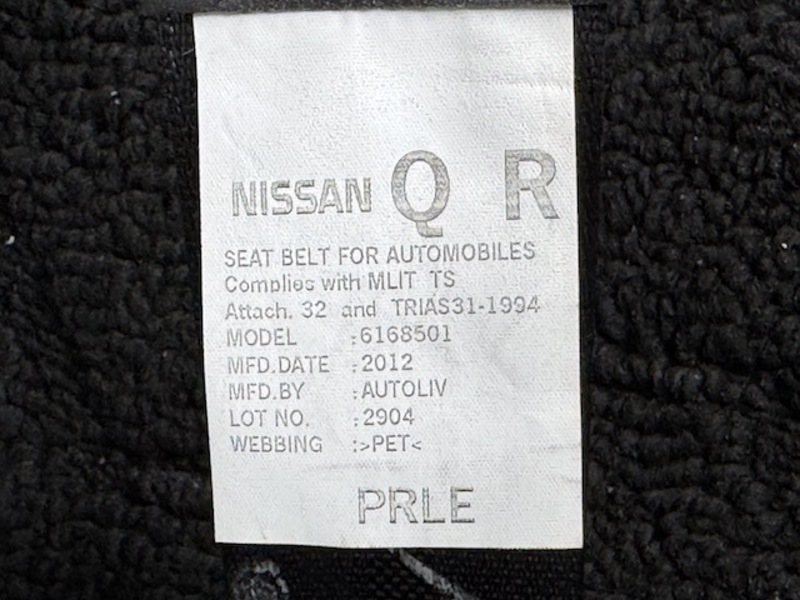 NISSAN Q R
SEAT BELT FOR AUTOMOBILES
Complies with MLIT TS
Attach. 32 and TRIAS31-1994
MODEL :6168501
MFD.DATE :2012
MFD.BY :AUTOLIV
LOT NO. :2904
WEBBING :>PET<
PRLE